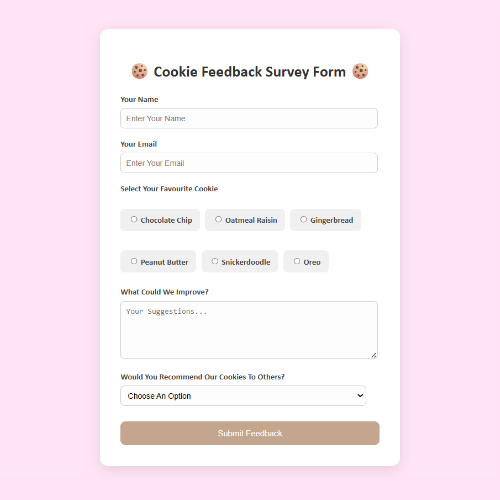 Cookie Feedback Survey Form
Your Name
Enter Your Name
Your Email
Enter Your Email
Select Your Favourite Cookie
Chocolate Chip Oatmeal Raisin Gingerbread
Peanut Butter Snickerdoodle Oreo
What Could We Improve?
Your Suggestions...
Would You Recommend Our Cookies To Others?
Choose An Option
Submit Feedback